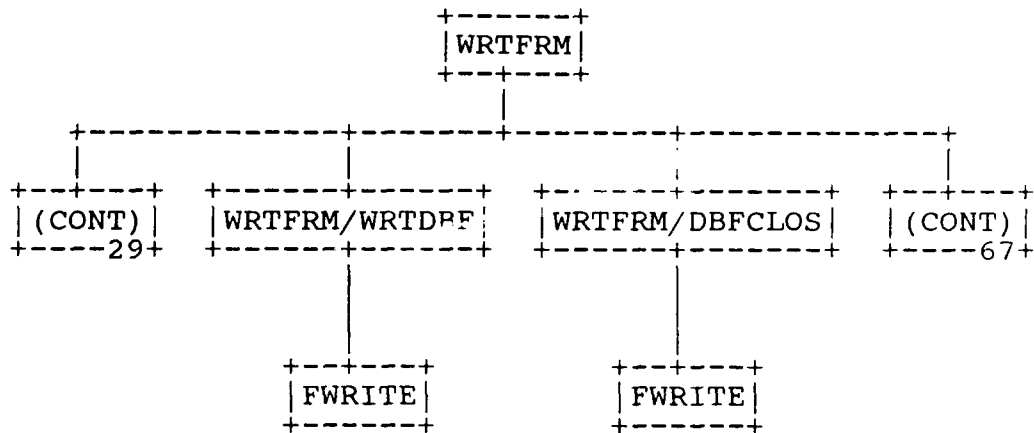 WRTFRM
(CONT) WRTFRM/WRTDBF WRTFRM/DBFCLOS (CONT)
29 67
FWRITE FWRITE